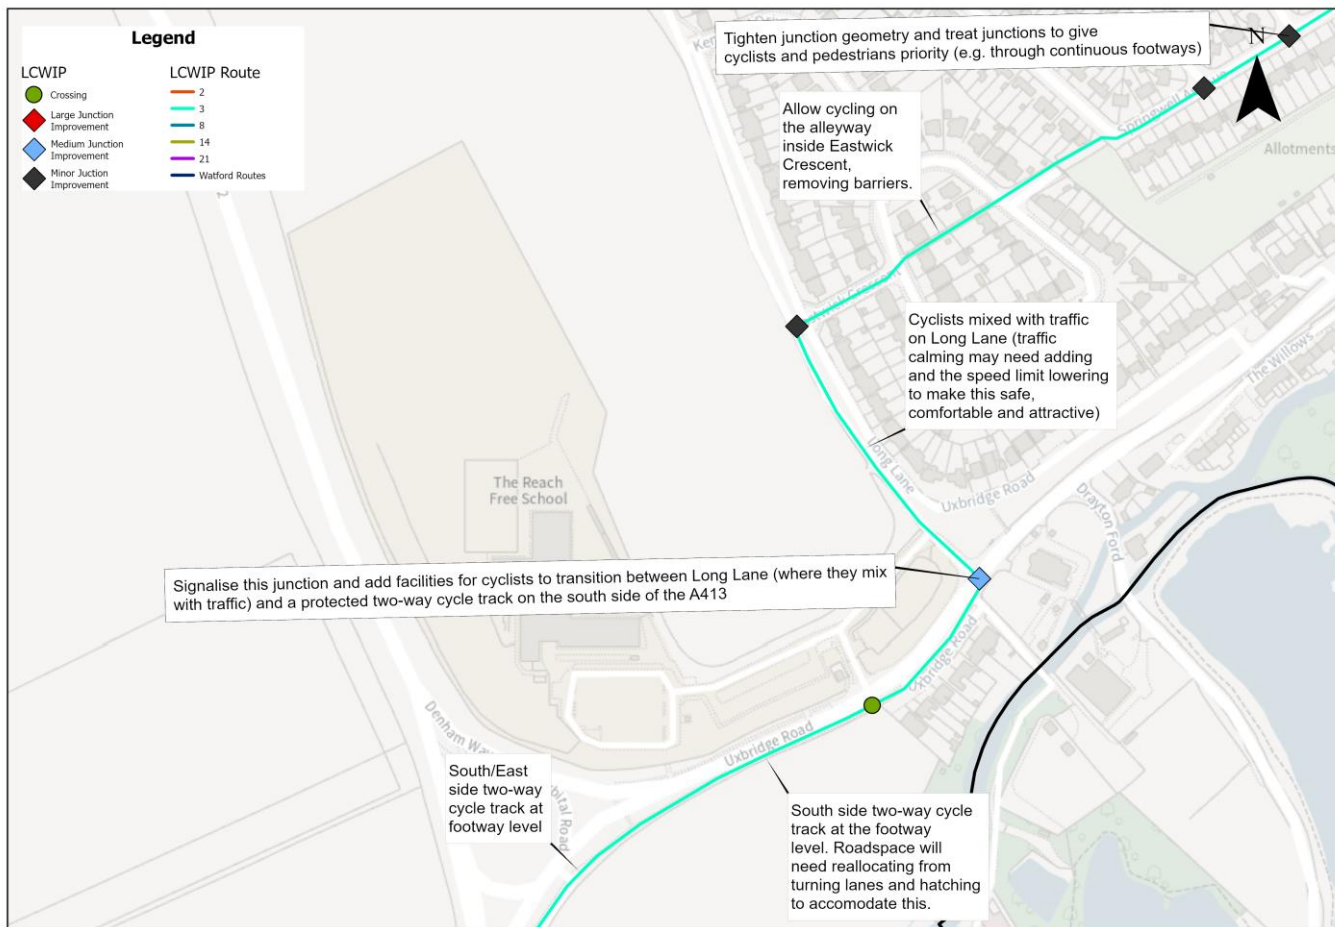 Legend
LCWIP
Crossing
Large Junction
Improvement
Medium Junction
Improvement
Minor Juction
Improvement
LCWIP Route
2
3
8
14
21
Watford Routes
Tighten junction geometry and treat junctions to give
cyclists and pedestrians priority (e.g. through continuous footways)
N
Allow cycling on
the alleyway
inside Eastwick
Crescent,
removing barriers.
Allotments
Cyclists mixed with traffic
on Long Lane (traffic
calming may need adding
and the speed limit lowering
to make this safe,
comfortable and attractive)
The Willows
Long Lane
Uxbridge Road
Drayton Ford
The Reach
Free School
Signalise this junction and add facilities for cyclists to transition between Long Lane (where they mix
with traffic) and a protected two-way cycle track on the south side of the A413
Uxbridge Road
Uxbridge Road
Denham Way
Road
South/East
side two-way
cycle track at
footway level
South side two-way cycle
track at the footway
level. Roadspace will
need reallocating from
turning lanes and hatching
to accomodate this.